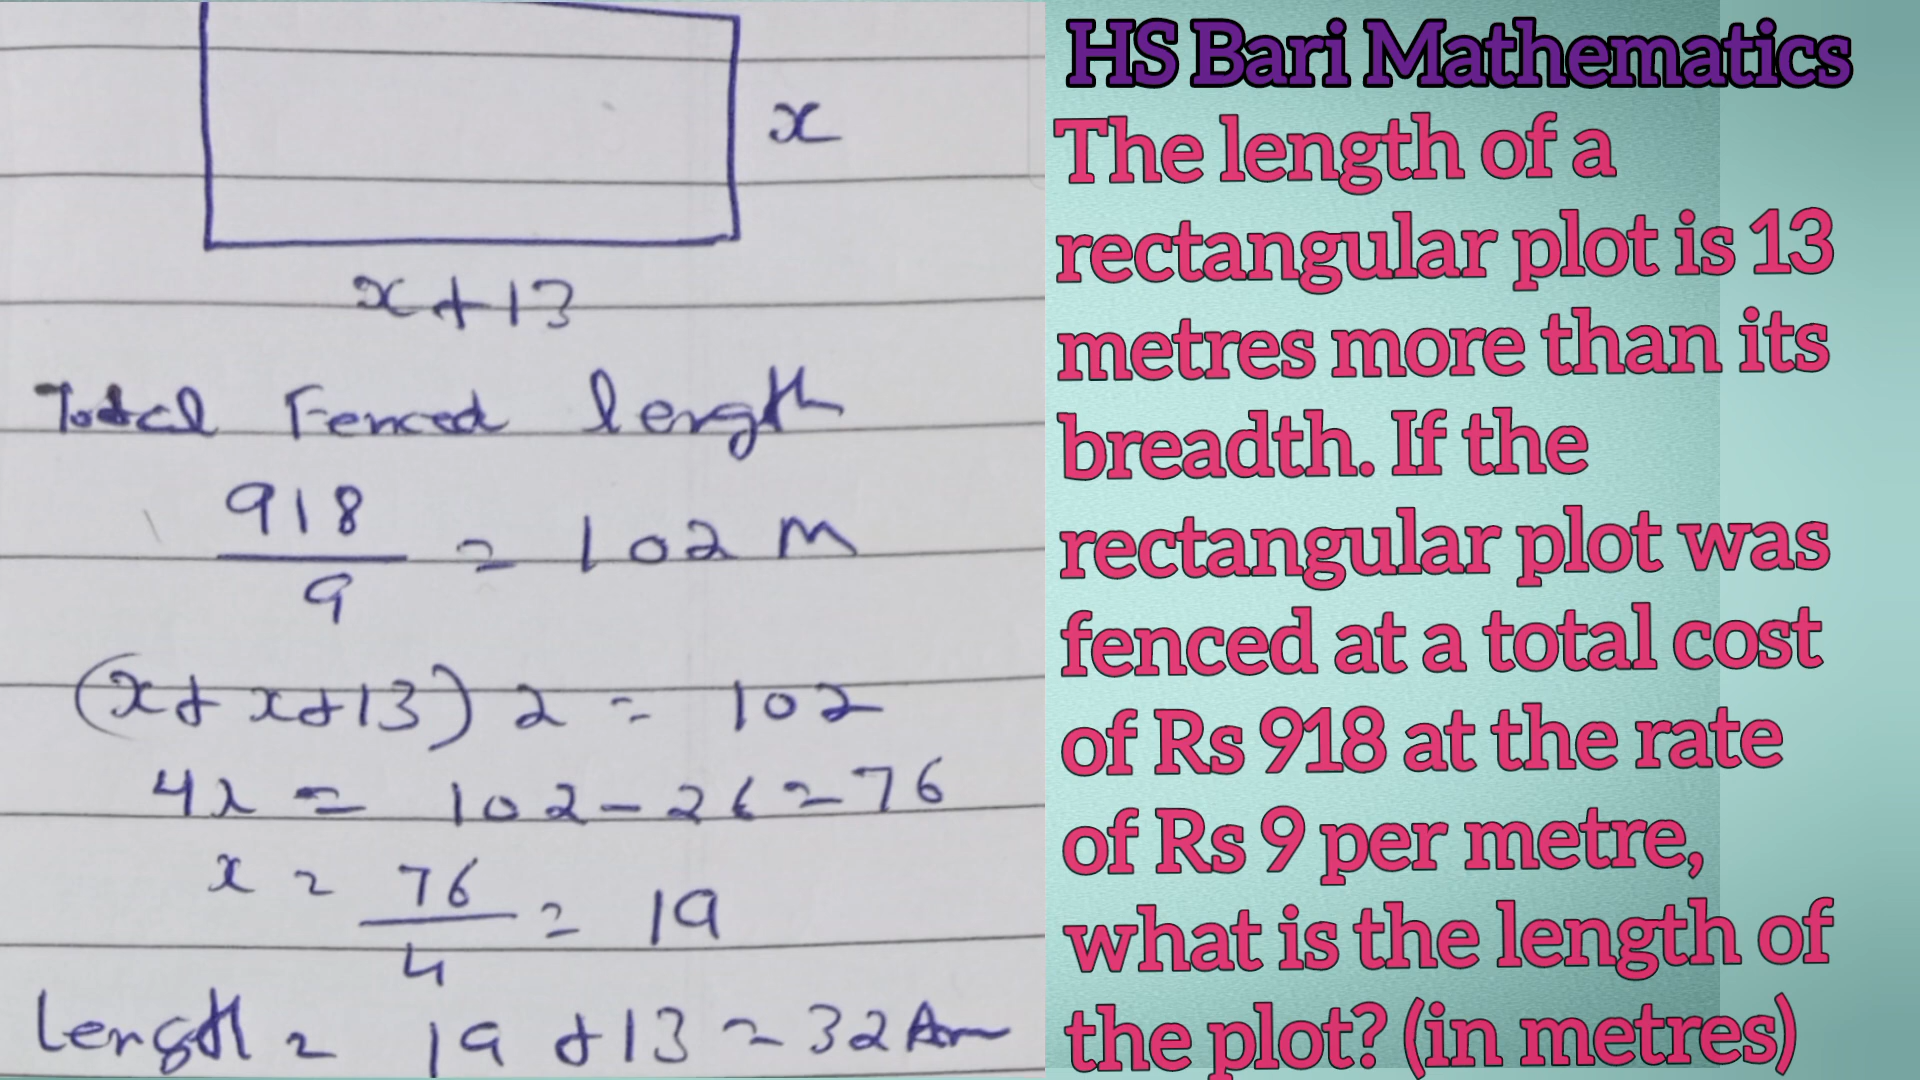 x
x+13
Total Fenced length
918
9
= 102 M
(x+x+13) 2 = 102
4x = 102-26=76
x = 76
4
= 19
length = 19 +13 = 32 Am
HS Bari Mathematics
The length of a
rectangular plot is 13
metres more than its
breadth. If the
rectangular plot was
fenced at a total cost
of Rs 918 at the rate
of Rs 9 per metre,
what is the length of
the plot? (in metres)